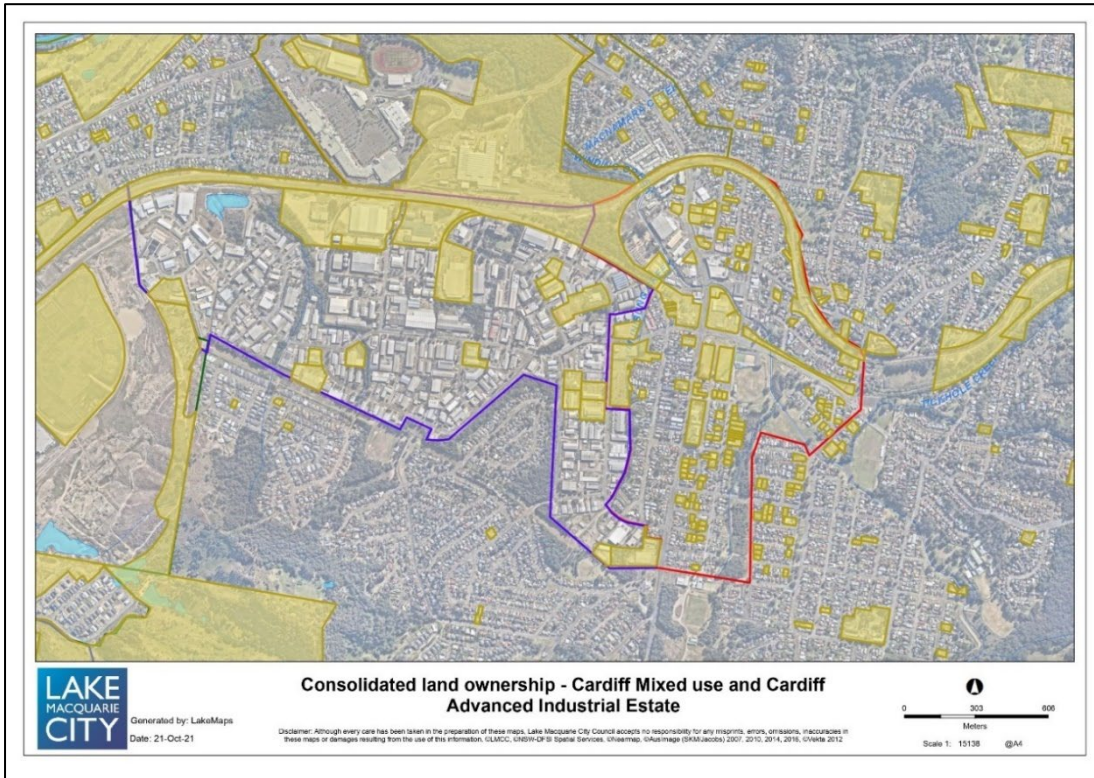 LAKE
MACQUARIE
CITY
Generated by: LakeMaps
Date: 21-Oct-21
Consolidated land ownership - Cardiff Mixed use and Cardiff
Advanced Industrial Estate
Disclaimer: Although every care has been taken in the preparation of these maps, Lake Macquarie City Council accepts no responsibility for any misprints, errors, omissions, inaccuracies in
these maps or damages resulting from the use of this information. ©LMCC, ©NSW-DFSI Spatial Services, ©Nearmap, ©AusImage (SKM/Jacobs) 2007, 2010, 2014, 2016, ©Vekta 2012
0 303 606
Meters
Scale 1: 15138 @A4